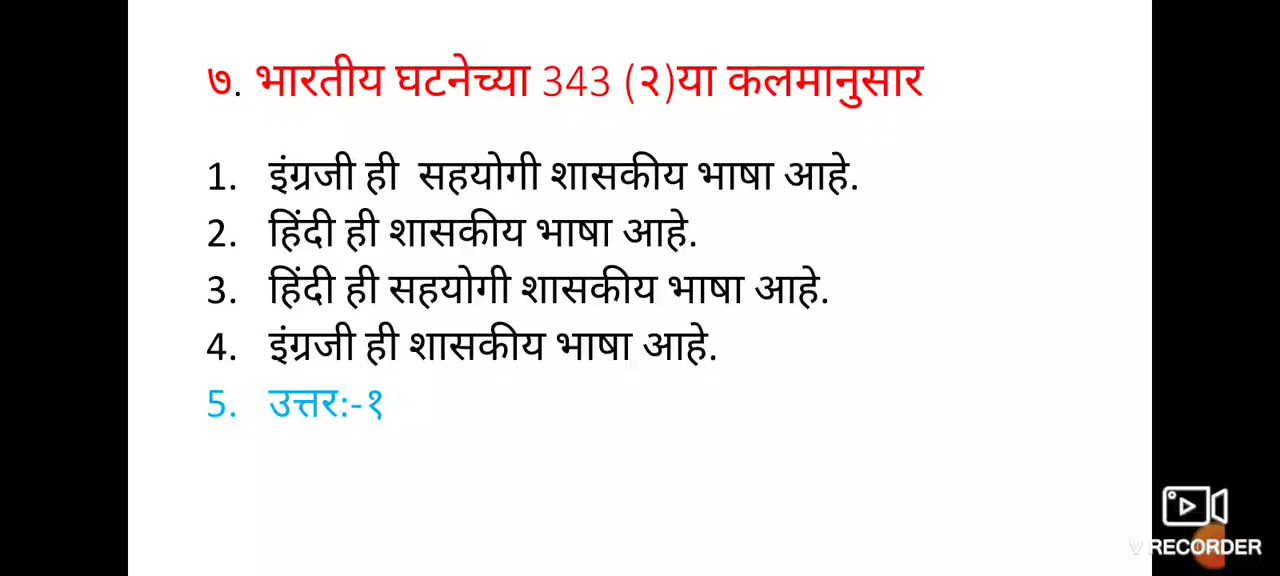 ७. भारतीय घटनेच्या 343 (२)या कलमानुसार
1. इंग्रजी ही सहयोगी शासकीय भाषा आहे.
2. हिंदी ही शासकीय भाषा आहे.
3. हिंदी ही सहयोगी शासकीय भाषा आहे.
4. इंग्रजी ही शासकीय भाषा आहे.
5. उत्तर:-१
V RECORDER